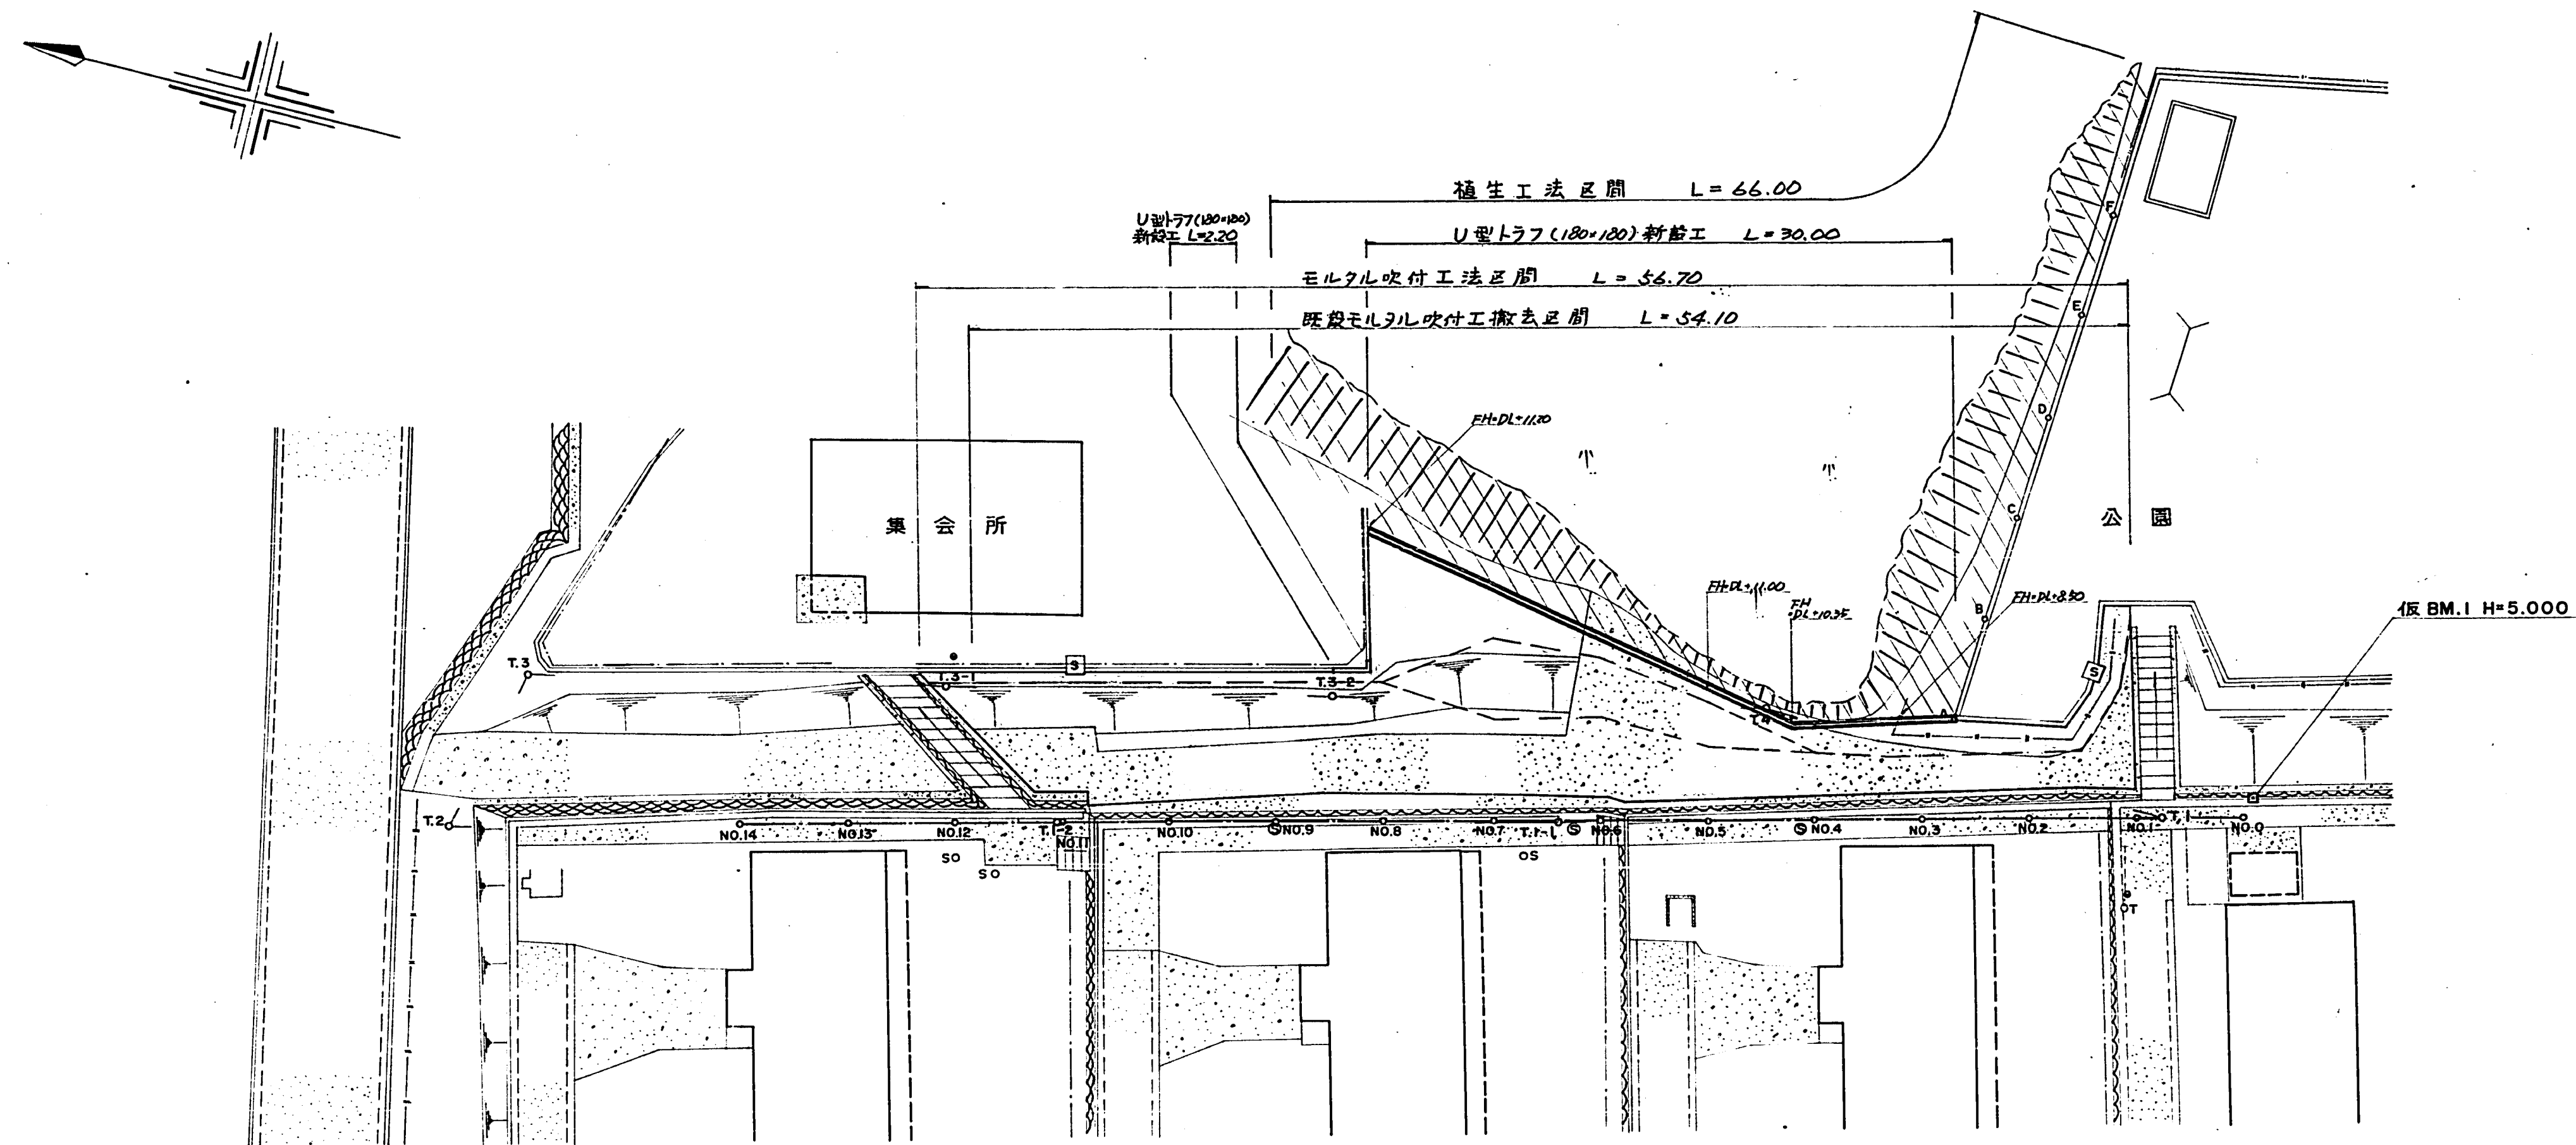 植生工法区間 L=66.00
U型トラフ(180×180)
新設工 L=2.20
U型トラフ(180×180)新設工 L=30.00
モルタル吹付工法区間 L=56.70
既設モルタル吹付工撤去区間 L=54.10
F
E
D
C
B
A
FH=DL+11.20
集会所
公園
FH=DL+11.00
FH
=DL+10.35
FH=DL+8.50
仮 BM.1 H=5.000
T.3
S
T.3-1
T.3-2
T.4
S
T.2
NO.14
NO.13
NO.12
T.1-2
NO.11
NO.10
S NO.9
NO.8
NO.7
T.1-1
S
NO.6
NO.5
S NO.4
NO.3
NO.2
NO.1
T.1
NO.0
S
S
S
T